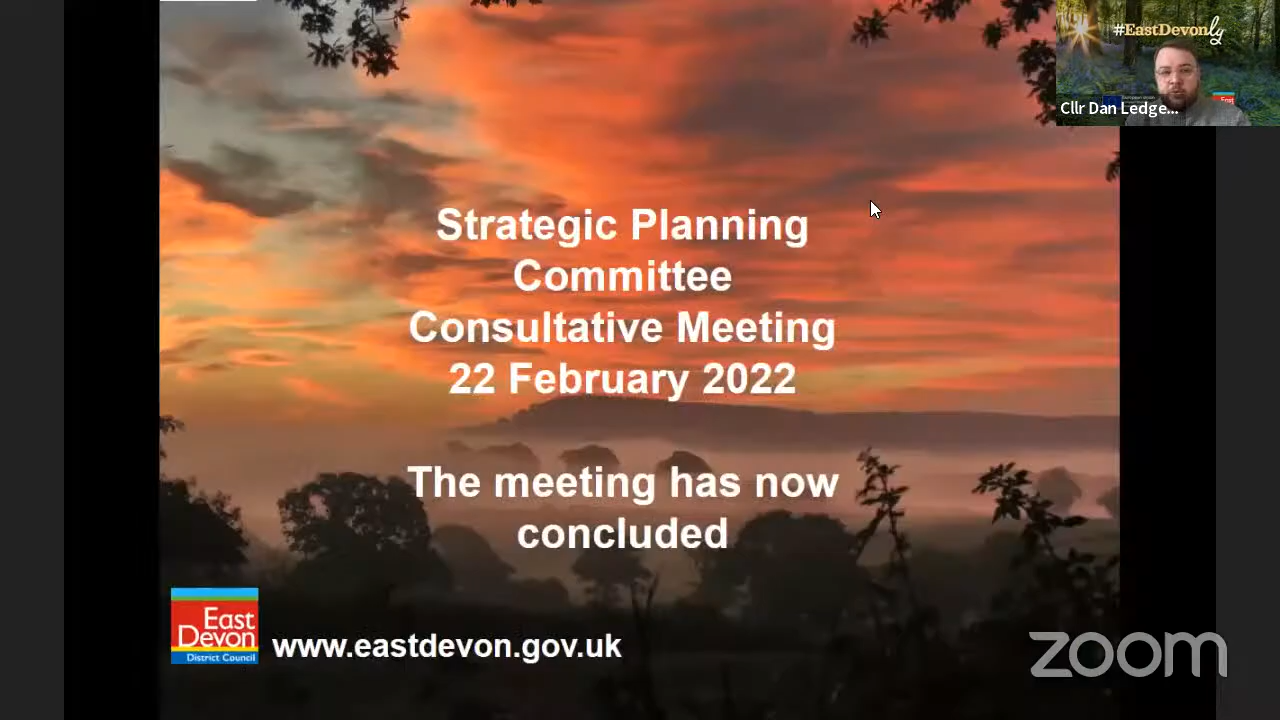 #EastDevonly
Cllr Dan Ledge...
Strategic Planning
Committee
Consultative Meeting
22 February 2022
The meeting has now
concluded
East
Devon
District Council
www.eastdevon.gov.uk
zoom